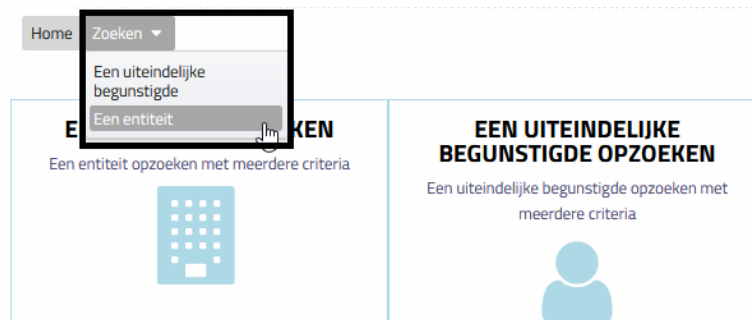 Home Zoeken
Een uiteindelijke
begunstigde
Een entiteit
E KEN
Een entiteit opzoeken met meerdere criteria
EEN UITEINDELIJKE
BEGUNSTIGDE OPZOEKEN
Een uiteindelijke begunstigde opzoeken met
meerdere criteria